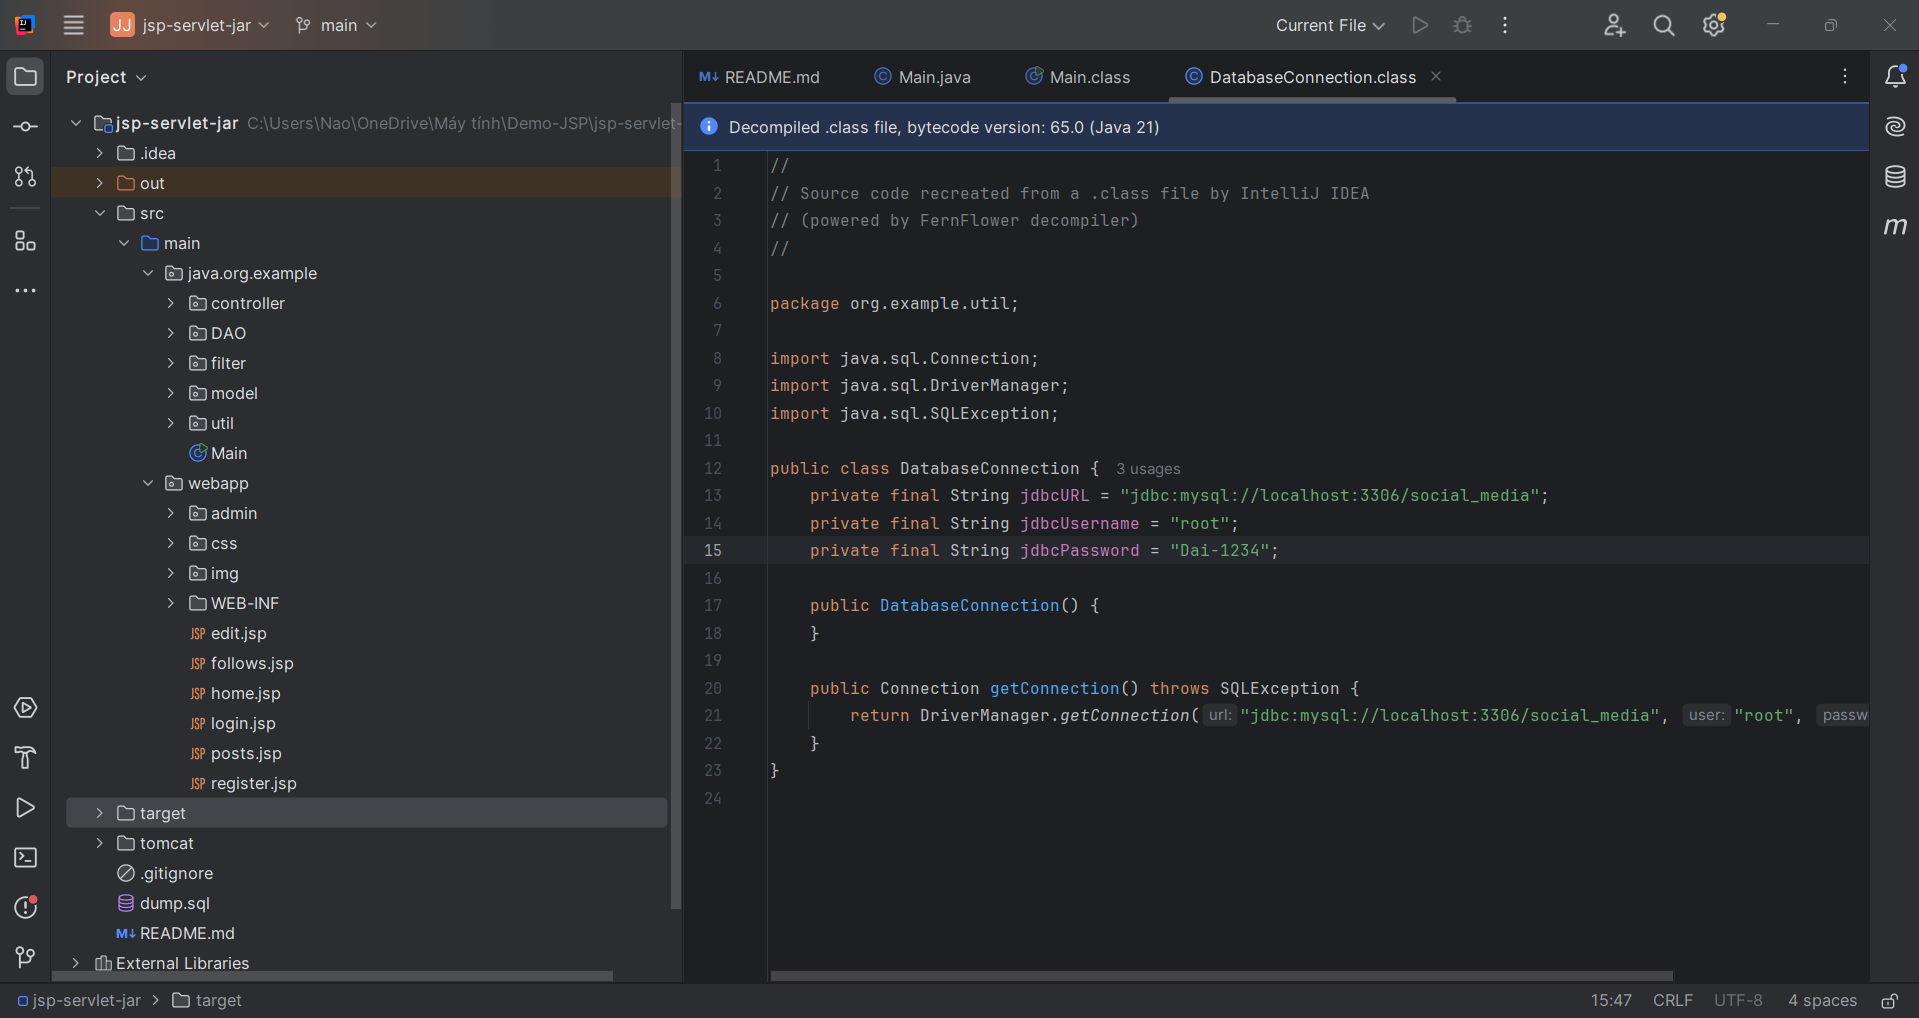 JJ jsp-servlet-jar main Current File
Project
README.md Main.java Main.class DatabaseConnection.class
jsp-servlet-jar C:\Users\Nao\OneDrive\Máy tính\Demo-JSP\jsp-servlet-
.idea
out
src
main
java.org.example
controller
DAO
filter
model
util
Main
webapp
admin
css
img
WEB-INF
JSP edit.jsp
JSP follows.jsp
JSP home.jsp
JSP login.jsp
JSP posts.jsp
JSP register.jsp
target
tomcat
.gitignore
dump.sql
M↓ README.md
External Libraries
Decompiled .class file, bytecode version: 65.0 (Java 21)
1 //
2 // Source code recreated from a .class file by IntelliJ IDEA
3 // (powered by FernFlower decompiler)
4 //
5
6 package org.example.util;
7
8 import java.sql.Connection;
9 import java.sql.DriverManager;
10 import java.sql.SQLException;
11
12 public class DatabaseConnection { 3 usages
13 private final String jdbcURL = "jdbc:mysql://localhost:3306/social_media";
14 private final String jdbcUsername = "root";
15 private final String jdbcPassword = "Dai-1234";
16
17 public DatabaseConnection() {
18 }
19
20 public Connection getConnection() throws SQLException {
21 return DriverManager.getConnection( url: "jdbc:mysql://localhost:3306/social_media", user: "root", passw
22 }
23 }
24
jsp-servlet-jar > target 15:47 CRLF UTF-8 4 spaces